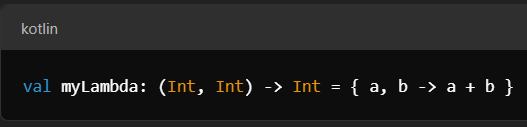 kotlin
val myLambda: (Int, Int) -> Int = { a, b -> a + b }